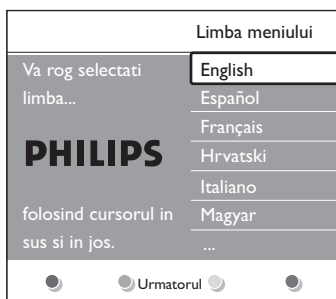 Limba meniului
Va rog selectati
limba...
PHILIPS
folosind cursorul in
sus si in jos.
English
Español
Français
Hrvatski
Italiano
Magyar
...
Urmatorul